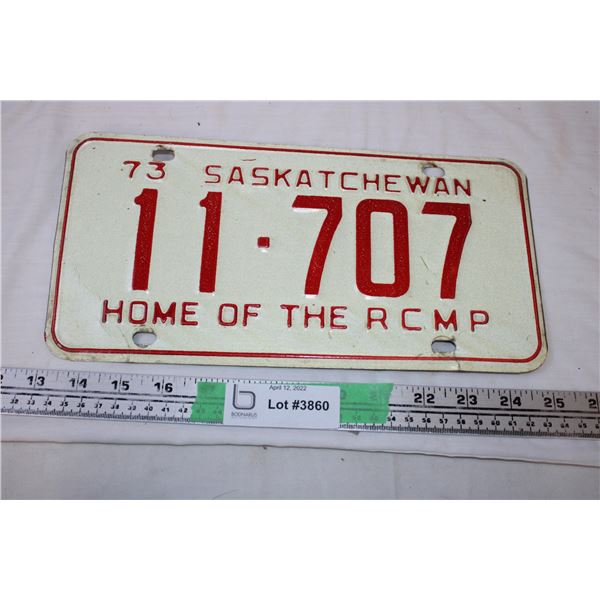 73 SASKATCHEWAN
11·707
HOME OF THE RCMP
13 14 15 16 22 23 24 25
April 12, 2022
BODNARUS
Lot #3860